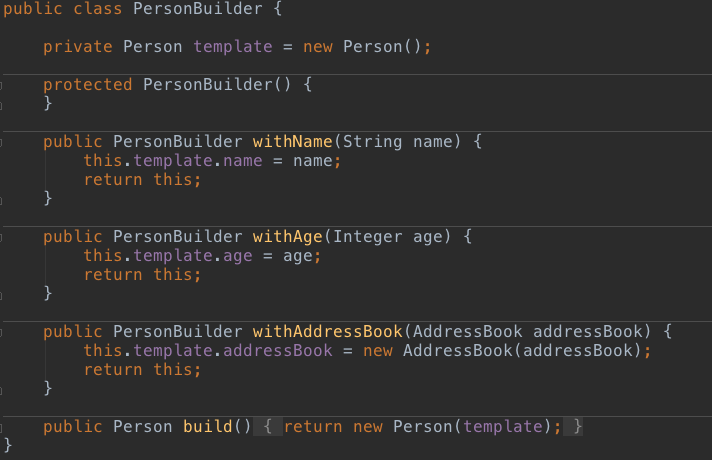 public class PersonBuilder {
    private Person template = new Person();
    protected PersonBuilder() {
    }
    public PersonBuilder withName(String name) {
        this.template.name = name;
        return this;
    }
    public PersonBuilder withAge(Integer age) {
        this.template.age = age;
        return this;
    }
    public PersonBuilder withAddressBook(AddressBook addressBook) {
        this.template.addressBook = new AddressBook(addressBook);
        return this;
    }
    public Person build() { return new Person(template); }
}